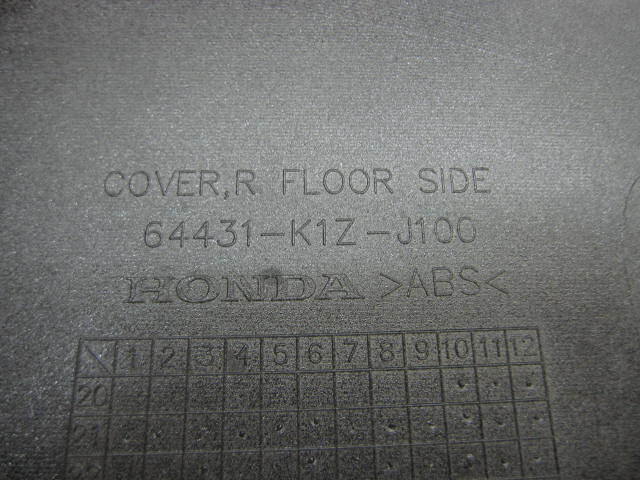 COVER,R FLOOR SIDE
64431-K1Z-J100
HONDA >ABS<
1 2 3 4 5 6 7 8 9 10 11 12
20
21